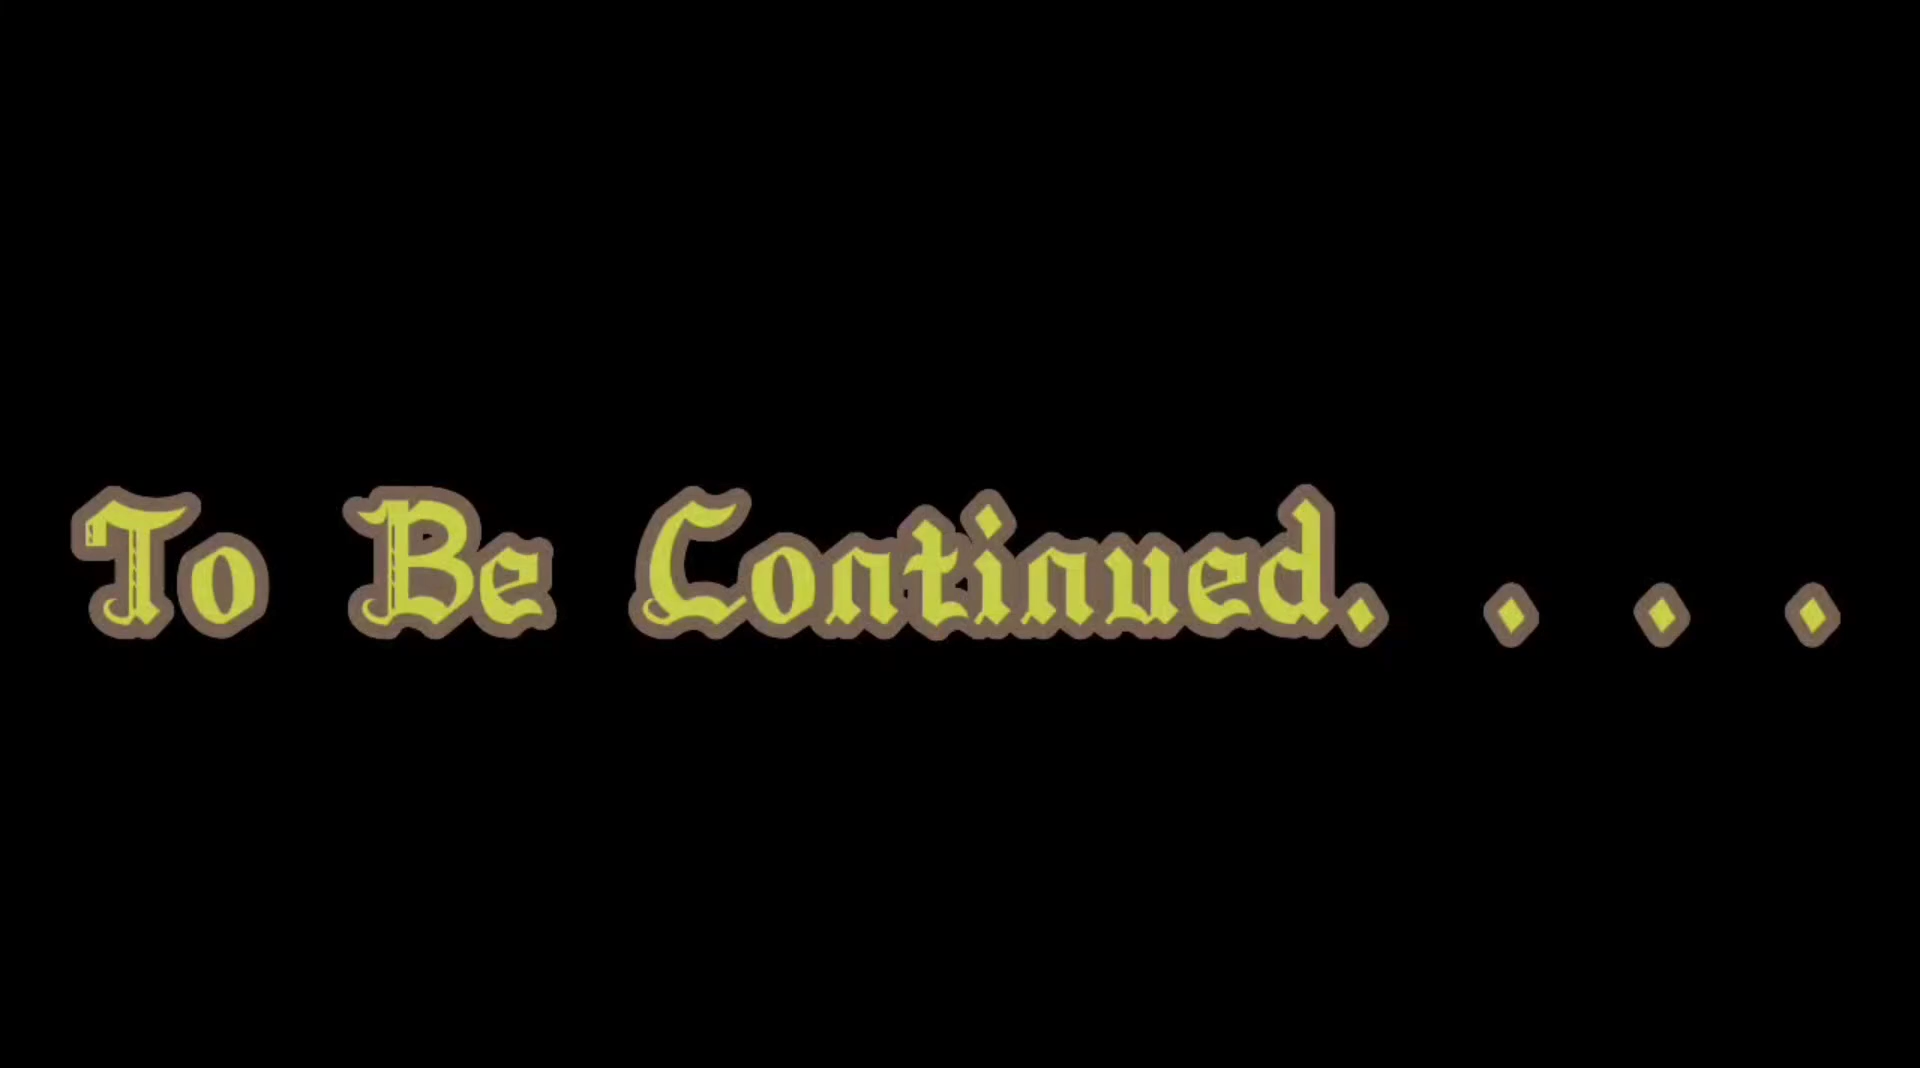 To Be Continued. . . .